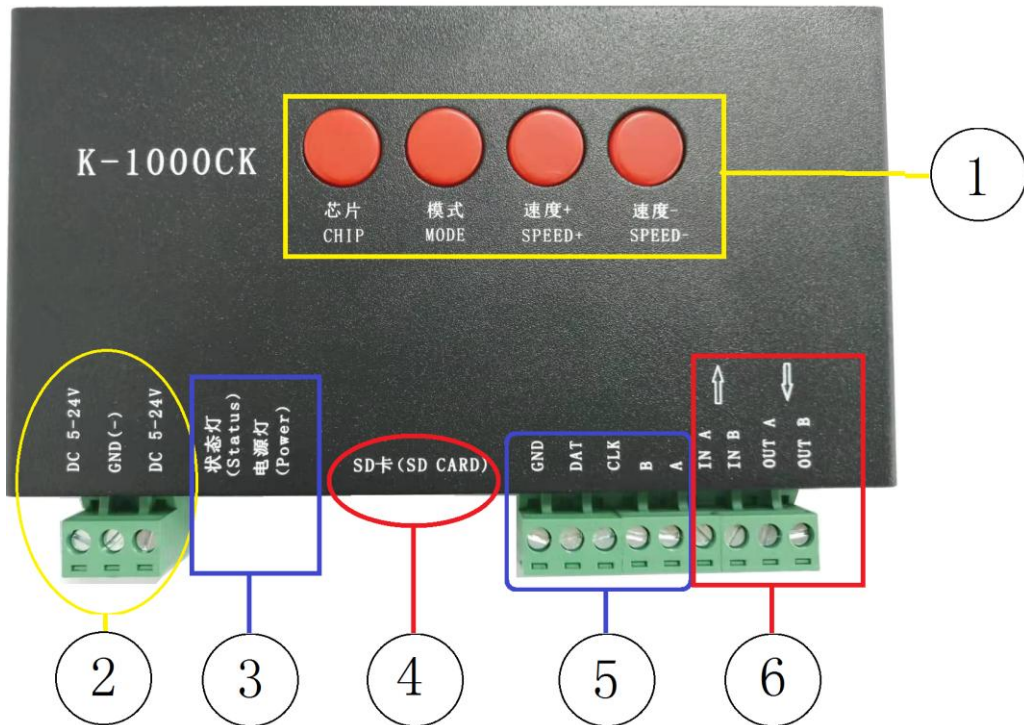 K-1000CK
芯片
CHIP
模式
MODE
速度+
SPEED+
速度-
SPEED-
1
DC 5-24V
GND(-)
DC 5-24V
状态灯
(Status)
电源灯
(Power)
SD卡(SD CARD)
GND
DAT
CLK
B
A
IN A
IN B
OUT A
OUT B
2
3
4
5
6